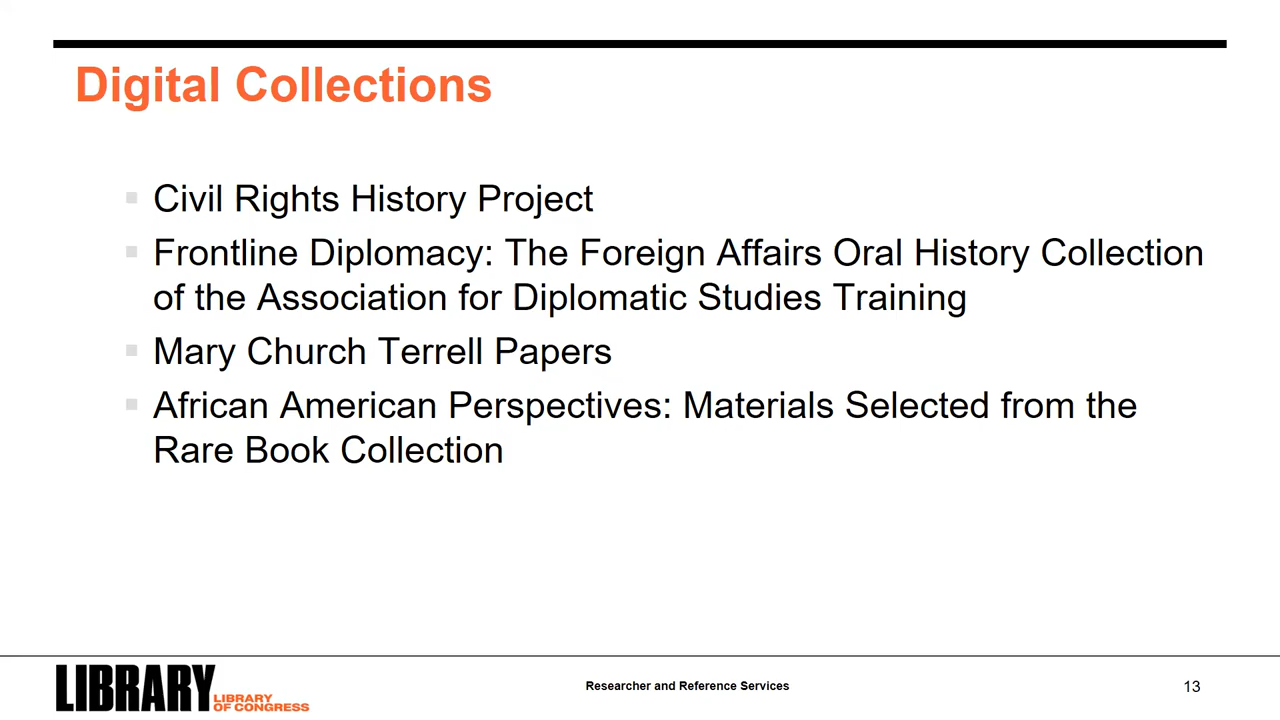 Digital Collections
Civil Rights History Project
Frontline Diplomacy: The Foreign Affairs Oral History Collection
of the Association for Diplomatic Studies Training
Mary Church Terrell Papers
African American Perspectives: Materials Selected from the
Rare Book Collection
LIBRARY
LIBRARY
OF CONGRESS
Researcher and Reference Services
13